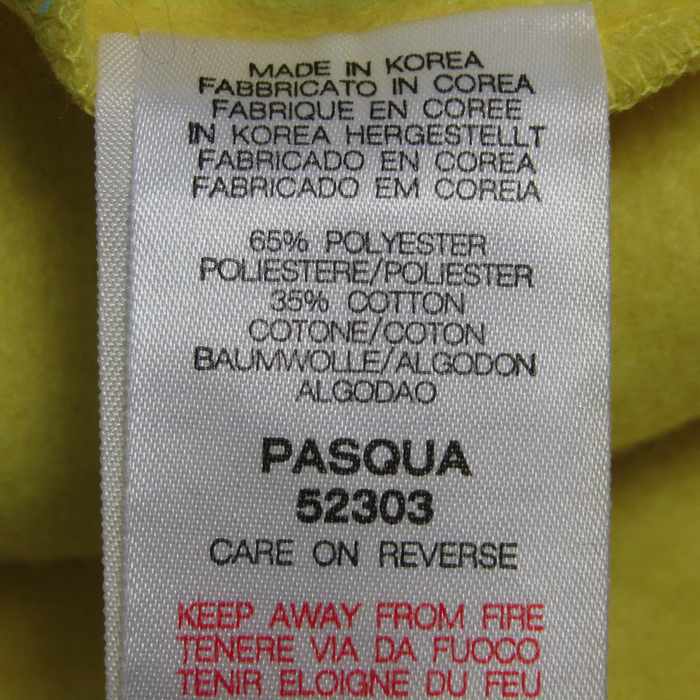 MADE IN KOREA
FABBRICATO IN COREA
FABRIQUE EN COREE
IN KOREA HERGESTELLT
FABRICADO EN COREA
FABRICADO EM COREIA
65% POLYESTER
POLIESTERE/POLIESTER
35% COTTON
COTONE/COTON
BAUMWOLLE/ALGODON
ALGODAO
PASQUA
52303
CARE ON REVERSE
KEEP AWAY FROM FIRE
TENERE VIA DA FUOCO
TENIR ELOIGNE DU FEU